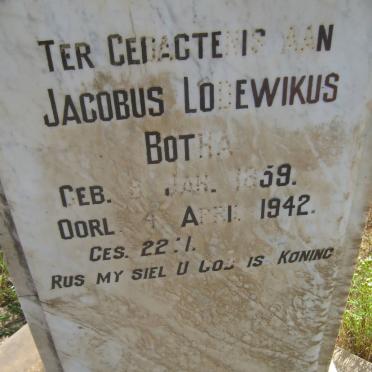 TER GEDAGTENIS AAN
JACOBUS LODEWIKUS
BOTHA
GEB. JAN. 1859.
OORL 4 APRIL 1942.
GES. 22:1.
RUS MY SIEL U GOD IS KONING